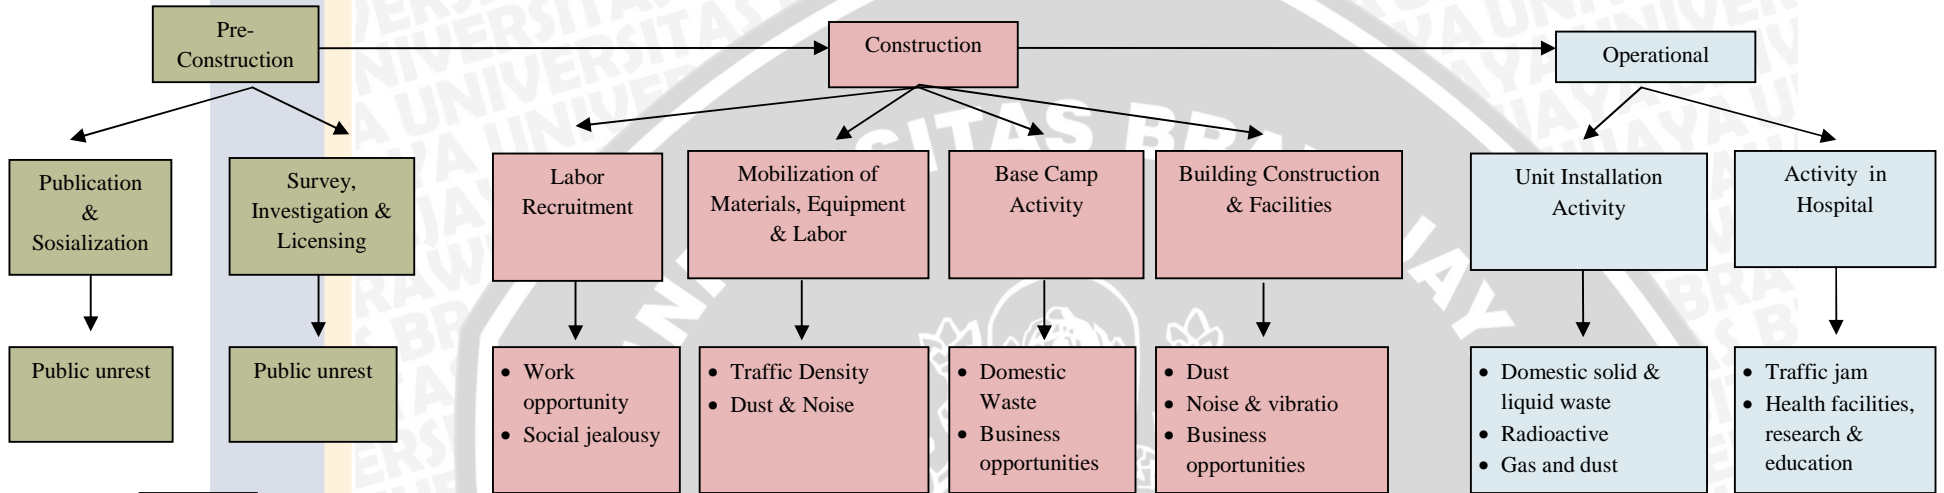 Pre-
Construction
Construction
Operational
Publication
&
Sosialization
Survey,
Investigation &
Licensing
Labor
Recruitment
Mobilization of
Materials, Equipment
& Labor
Base Camp
Activity
Building Construction
& Facilities
Unit Installation
Activity
Activity in
Hospital
Public unrest
Public unrest
• Work
opportunity
• Social jealousy
• Traffic Density
• Dust & Noise
• Domestic
Waste
• Business
opportunities
• Dust
• Noise & vibratio
• Business
opportunities
• Domestic solid &
liquid waste
• Radioactive
• Gas and dust
• Traffic jam
• Health facilities,
research &
education